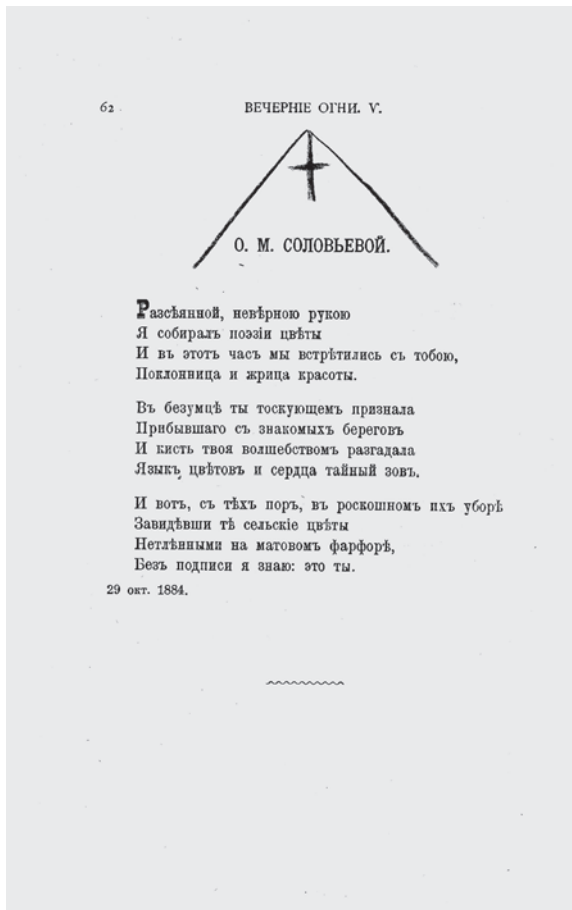 62
ВЕЧЕРНІЕ ОГНИ. V.
О. М. СОЛОВЬЕВОЙ.
Разсѣянной, невѣрною рукою
Я собиралъ поэзіи цвѣты
И въ этотъ часъ мы встрѣтились съ тобою,
Поклонница и жрица красоты.
Въ безумцѣ ты тоскующемъ признала
Прибывшаго съ знакомыхъ береговъ
И кисть твоя волшебствомъ разгадала
Языкъ цвѣтовъ и сердца тайный зовъ.
И вотъ, съ тѣхъ поръ, въ роскошномъ ихъ уборѣ
Завидѣвши тѣ сельскіе цвѣты
Нетлѣнными на матовомъ фарфорѣ,
Безъ подписи я знаю: это ты.
29 окт. 1884.